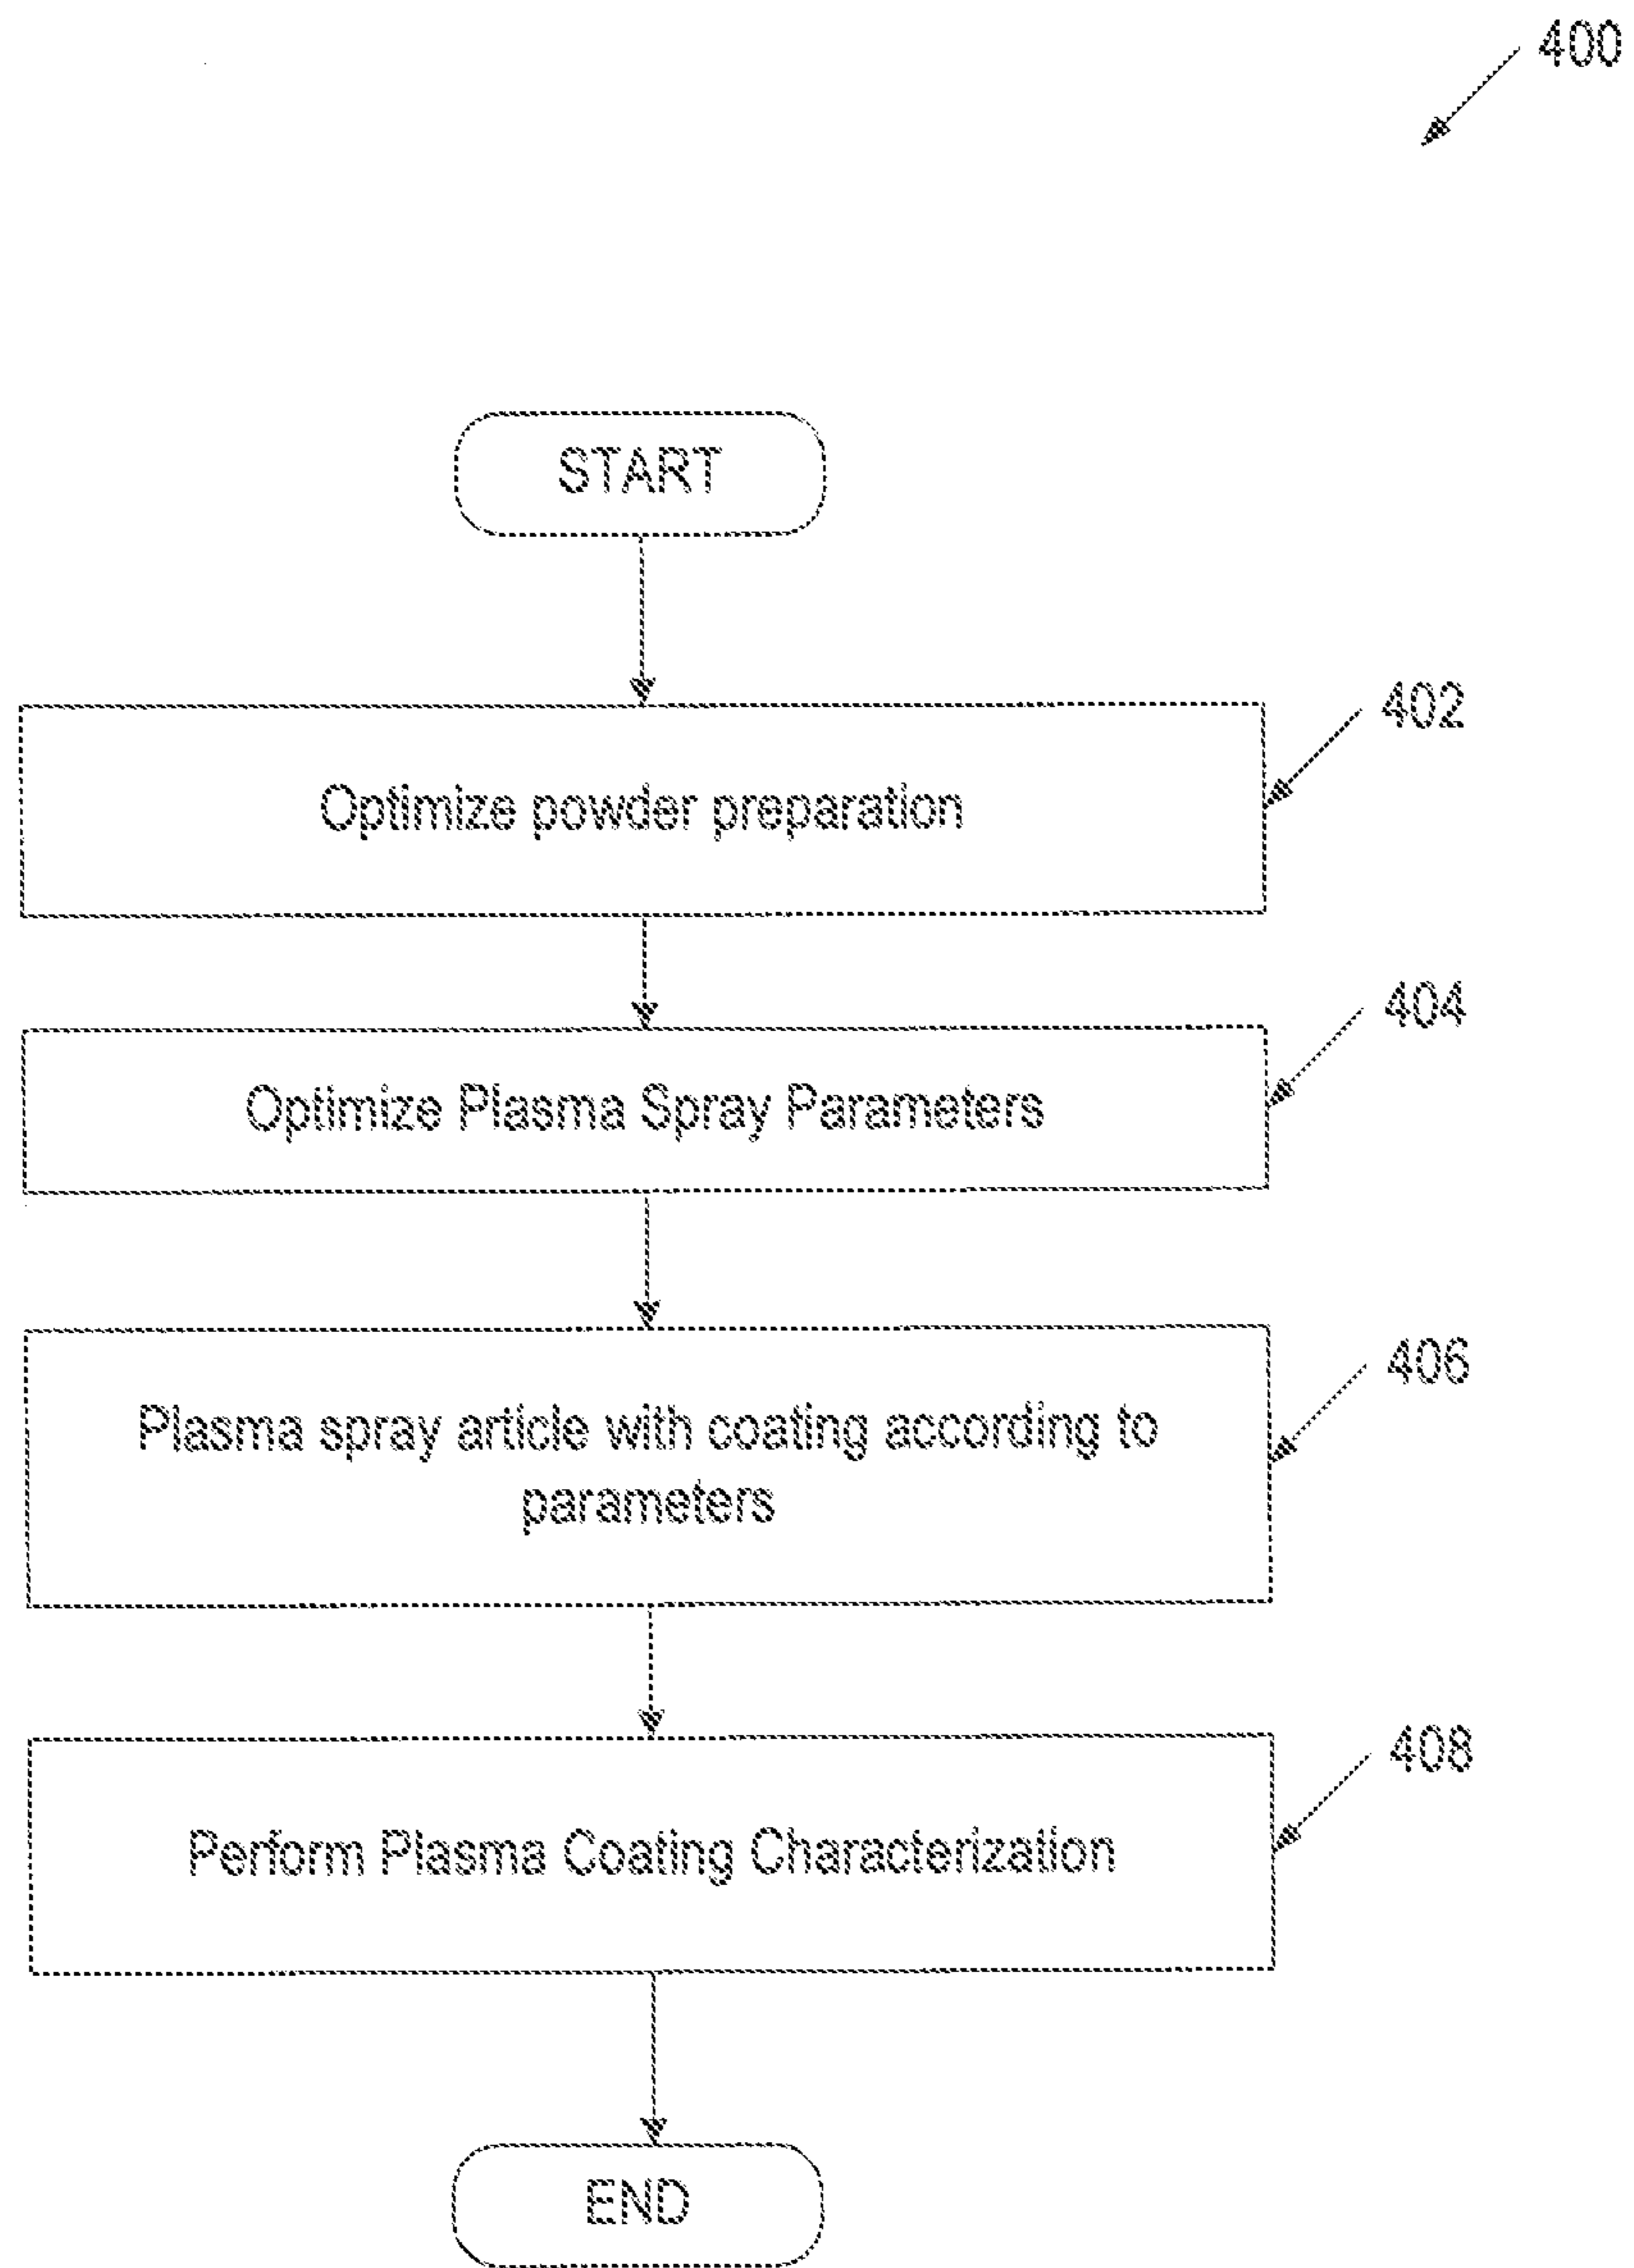 400
START
402
Optimize powder preparation
404
Optimize Plasma Spray Parameters
406
Plasma spray article with coating according to
parameters
408
Perform Plasma Coating Characterization
END